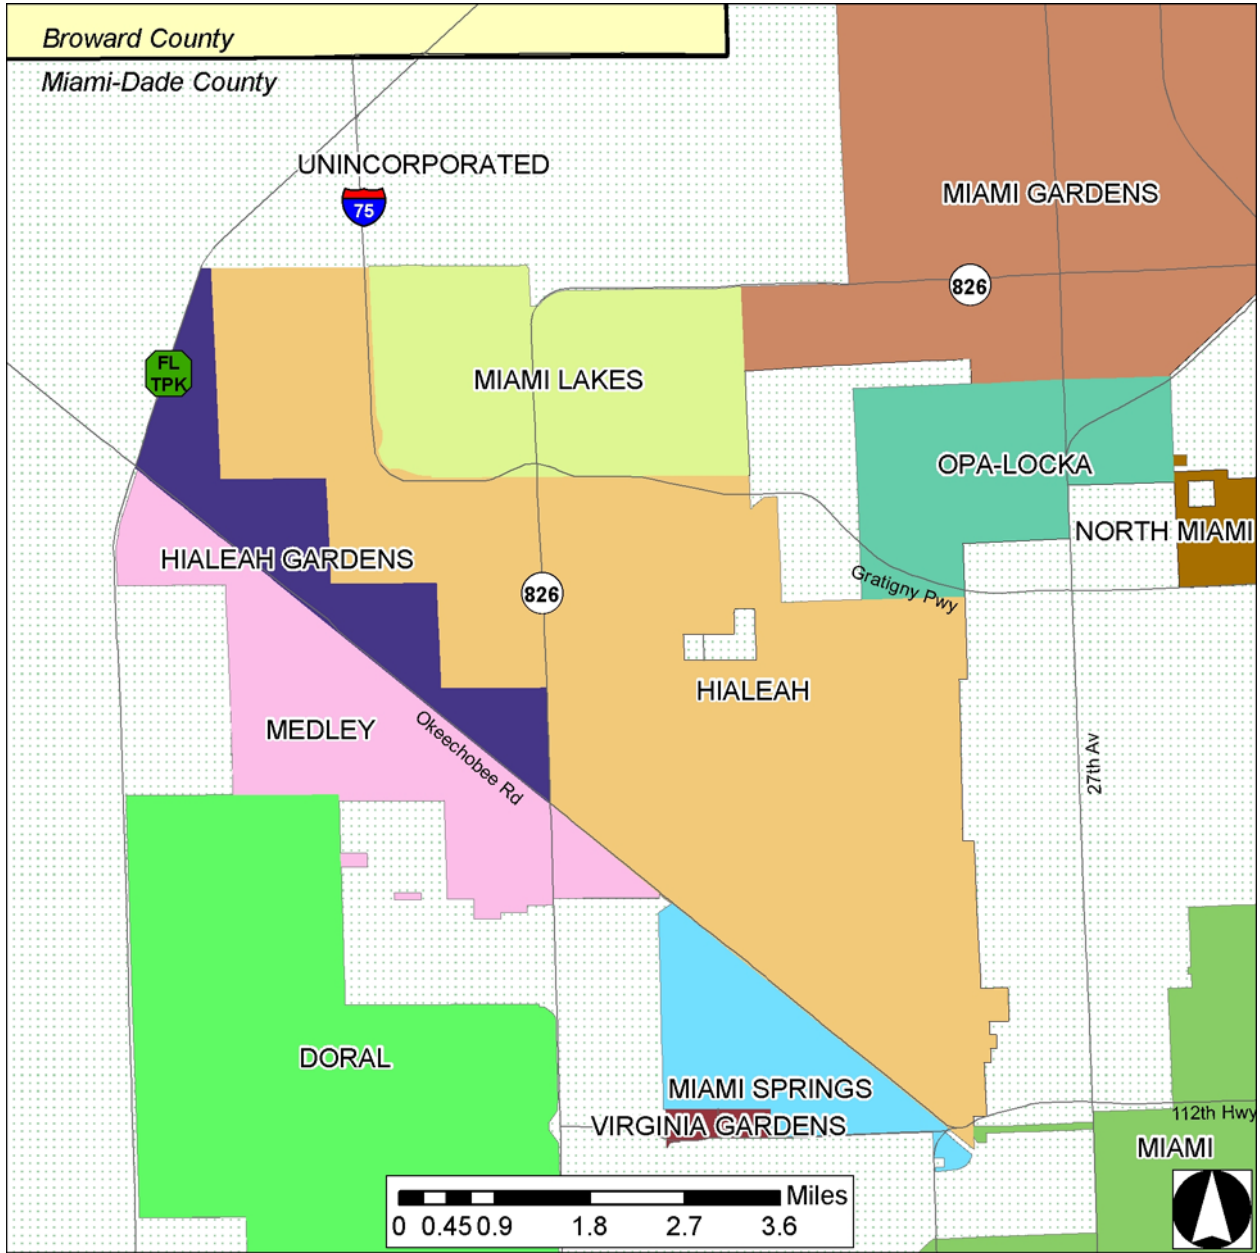 Broward County
Miami-Dade County
UNINCORPORATED
75
MIAMI GARDENS
826
FL
TPK
MIAMI LAKES
OPA-LOCKA
NORTH MIAMI
HIALEAH GARDENS
Gratigny Pwy
826
HIALEAH
MEDLEY
Okeechobee Rd
27th Av
DORAL
MIAMI SPRINGS
112th Hwy
VIRGINIA GARDENS
MIAMI
Miles
0 0.45 0.9 1.8 2.7 3.6